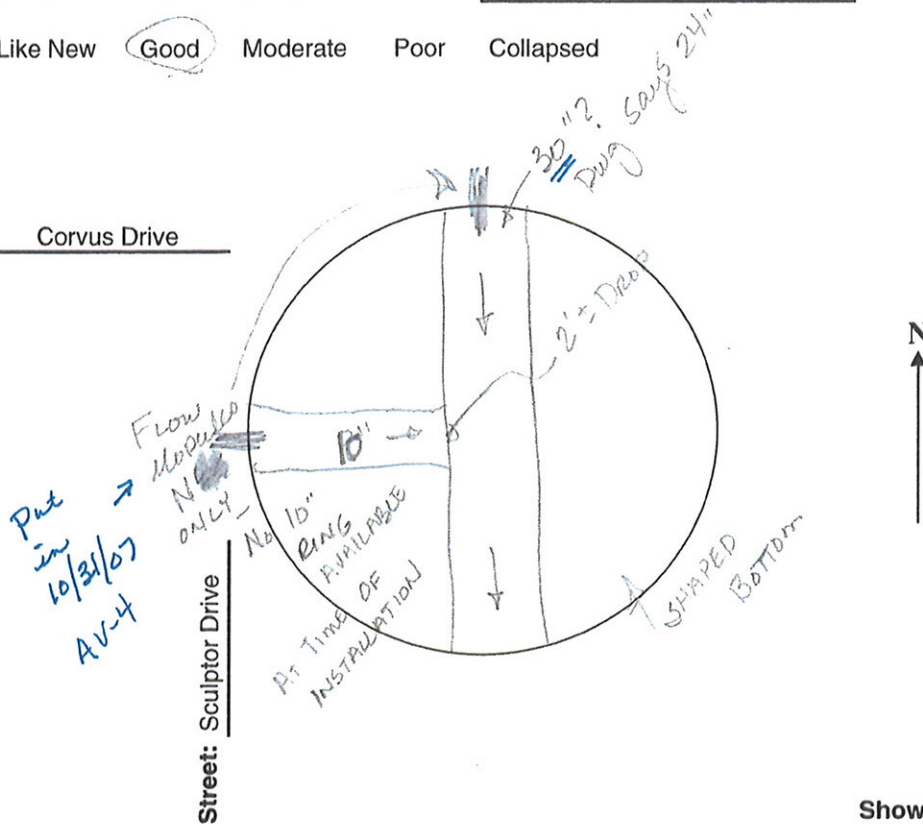 Like New Good Moderate Poor Collapsed
30"? Dwg says 24"
Corvus Drive
2'± Drop
N
FLOW
ONLY
10"
No 10"
RING
AVAILABLE
AT TIME OF
INSTALLATION
Put
in
10/31/07
AV-4
SHAPED
BOTTOM
Street: Sculptor Drive
Show